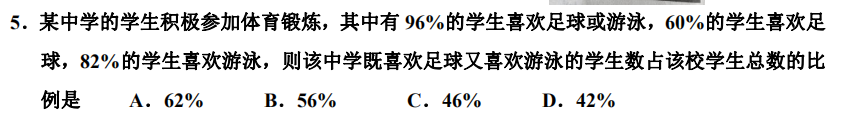 5. 某中学的学生积极参加体育锻炼，其中有 96%的学生喜欢足球或游泳，60%的学生喜欢足
球，82%的学生喜欢游泳，则该中学既喜欢足球又喜欢游泳的学生数占该校学生总数的比
例是 A. 62% B. 56% C. 46% D. 42%